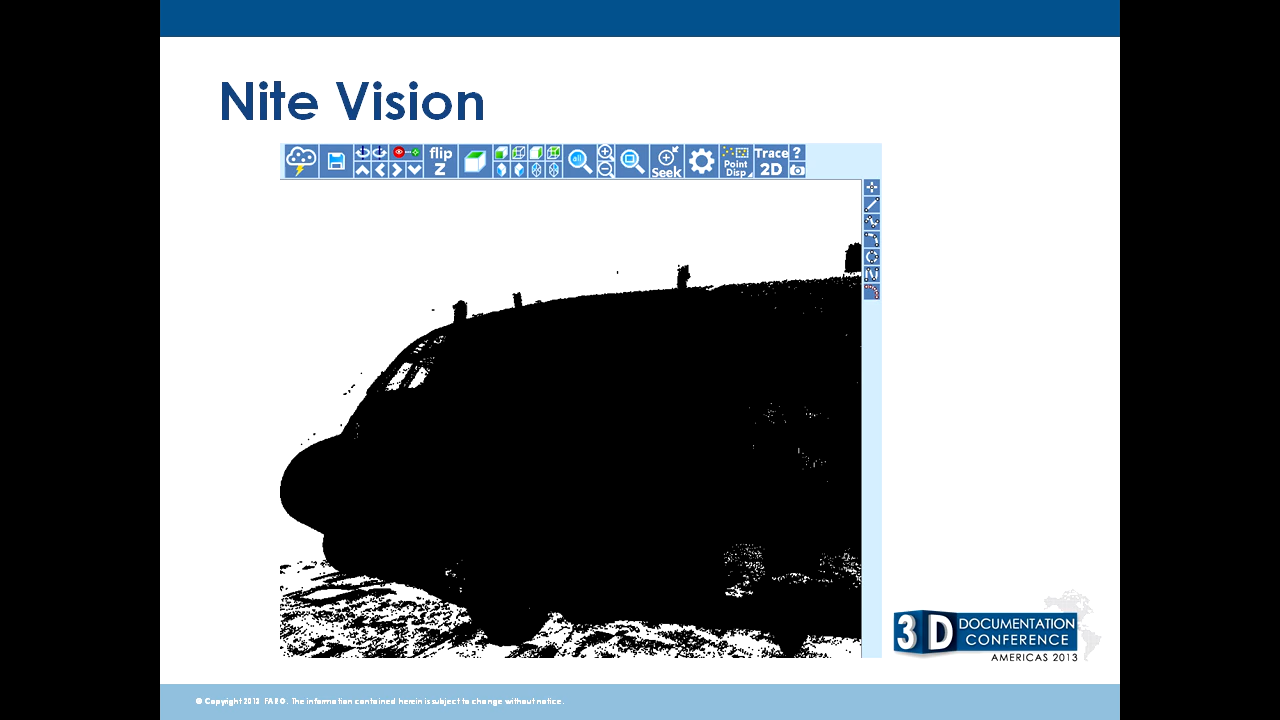 Nite Vision
flip
Z
all
Seek
Point
Disp
Trace
2D
?
3D DOCUMENTATION
CONFERENCE
AMERICAS 2013
© Copyright 2013 FARO. The information contained herein is subject to change without notice.